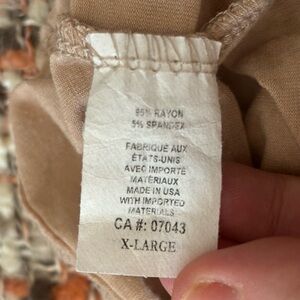 95% RAYON
5% SPANDEX
FABRIQUE AUX
ÉTATS-UNIS
AVEC IMPORTÉ
MATÉRIAUX
MADE IN USA
WITH IMPORTED
MATERIALS
CA #: 07043
X-LARGE